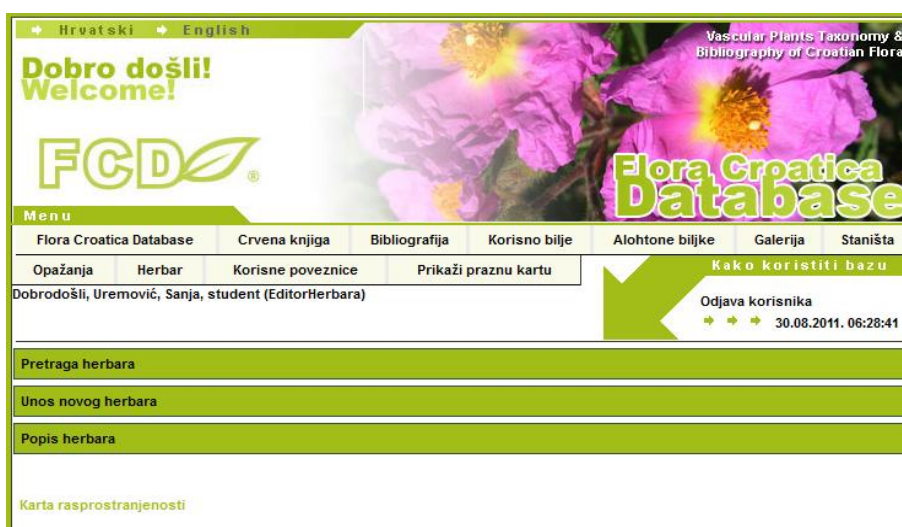 Hrvatski English
Vascular Plants Taxonomy &
Bibliography of Croatian Flora
Dobro došli!
Welcome!
FCD ®
Flora Croatica
Database
Menu
Flora Croatica Database Crvena knjiga Bibliografija Korisno bilje Alohtone biljke Galerija Staništa
Opažanja Herbar Korisne poveznice Prikaži praznu kartu
Kako koristiti bazu
Dobrodošli, Uremović, Sanja, student (EditorHerbara)
Odjava korisnika
30.08.2011. 06:28:41
Pretraga herbara
Unos novog herbara
Popis herbara
Karta rasprostranjenosti